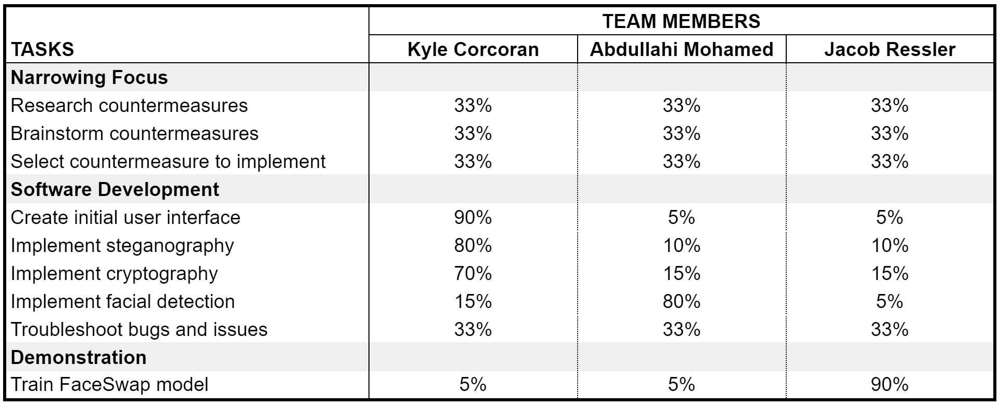 TEAM MEMBERS
TASKS Kyle Corcoran Abdullahi Mohamed Jacob Ressler
Narrowing Focus
Research countermeasures 33% 33% 33%
Brainstorm countermeasures 33% 33% 33%
Select countermeasure to implement 33% 33% 33%
Software Development
Create initial user interface 90% 5% 5%
Implement steganography 80% 10% 10%
Implement cryptography 70% 15% 15%
Implement facial detection 15% 80% 5%
Troubleshoot bugs and issues 33% 33% 33%
Demonstration
Train FaceSwap model 5% 5% 90%